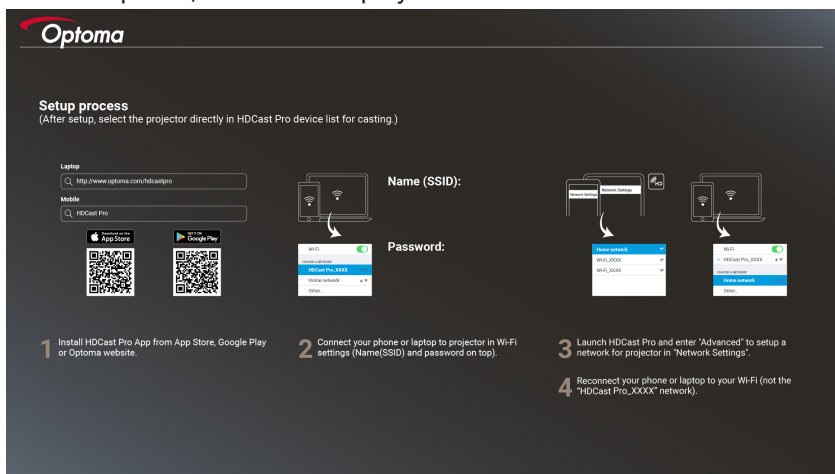 Optoma
Setup process
(After setup, select the projector directly in HDCast Pro device list for casting.)
Laptop
http://www.optoma.com/hdcastpro
Mobile
HDCast Pro
Download on the
App Store
GET IT ON
Google Play
Name (SSID):
Password:
Wi-Fi
CHOOSE A NETWORK
HDCast Pro_XXXX
Home network
Other...
Network Settings
Network Settings
Home network
Wi-Fi_XXXX
Wi-Fi_XXXX
Wi-Fi
HDCast Pro_XXXX
CHOOSE A NETWORK
Home network
Other...
1 Install HDCast Pro App from App Store, Google Play
or Optoma website.
2 Connect your phone or laptop to projector in Wi-Fi
settings (Name(SSID) and password on top).
3 Launch HDCast Pro and enter "Advanced" to setup a
network for projector in "Network Settings".
4 Reconnect your phone or laptop to your Wi-Fi (not the
"HDCast Pro_XXXX" network).